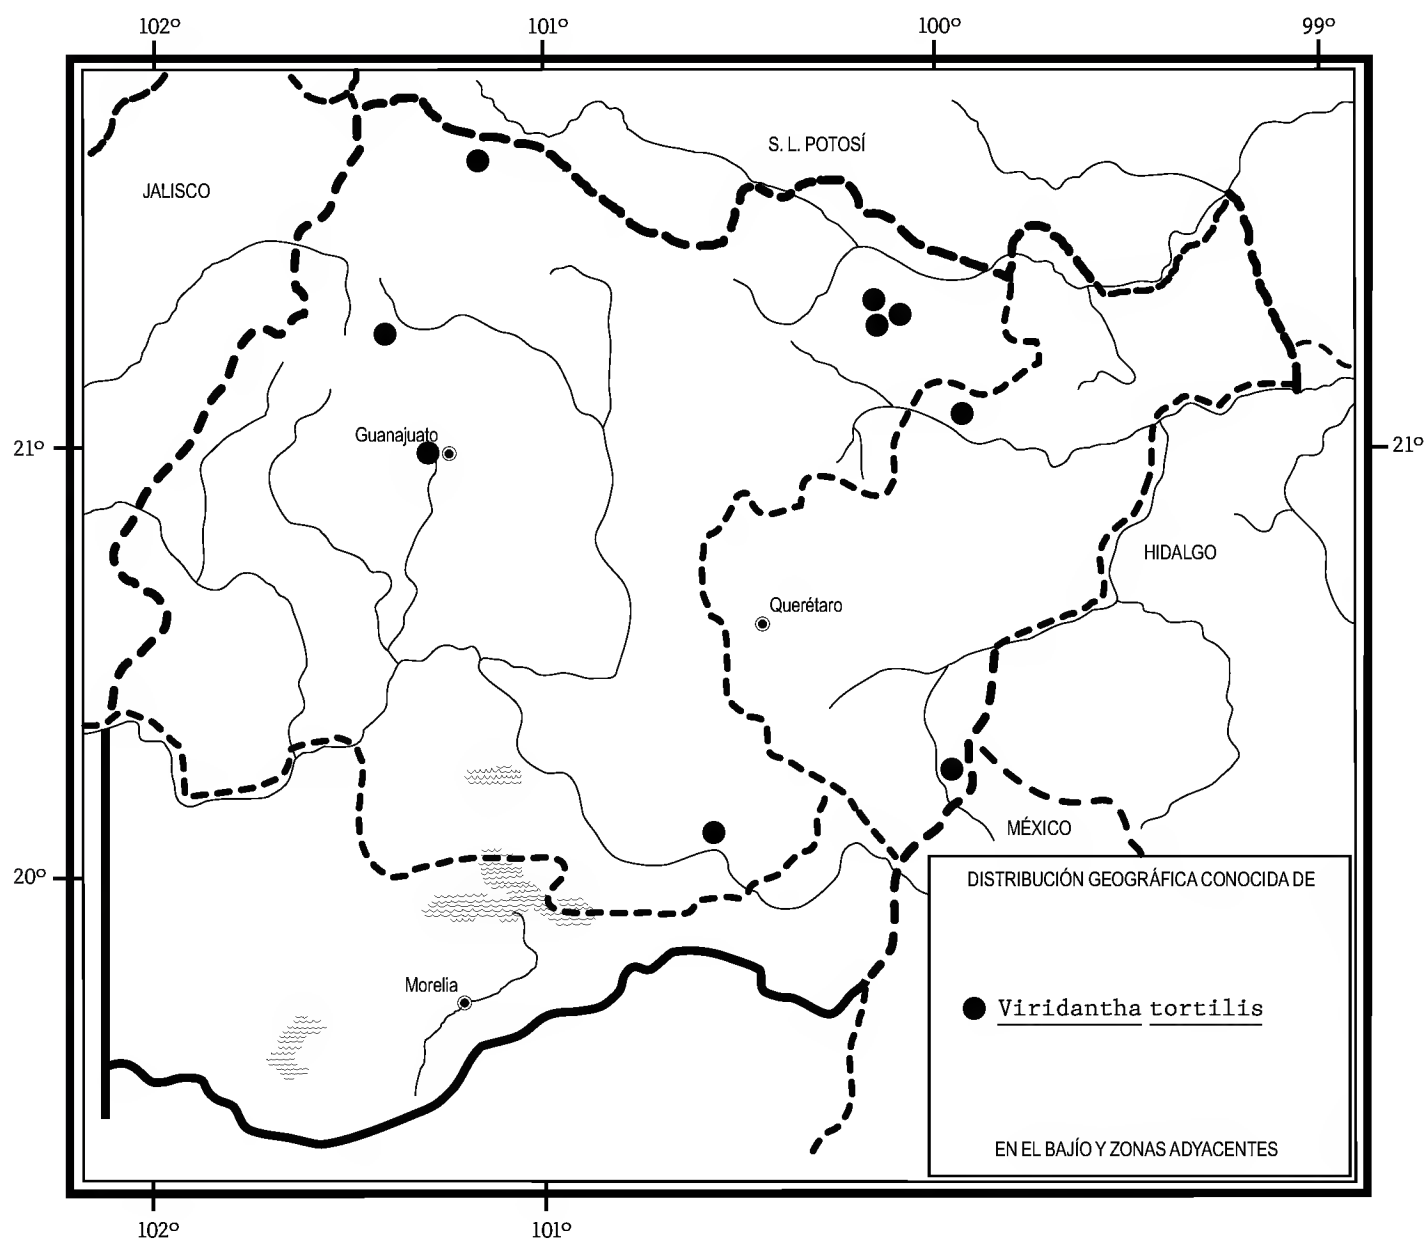 102º 101º 100º 99º
S. L. POTOSÍ
JALISCO
Guanajuato
21º 21º
HIDALGO
Querétaro
MÉXICO
20º
DISTRIBUCIÓN GEOGRÁFICA CONOCIDA DE
Morelia
Viridantha tortilis
EN EL BAJÍO Y ZONAS ADYACENTES
102º 101º